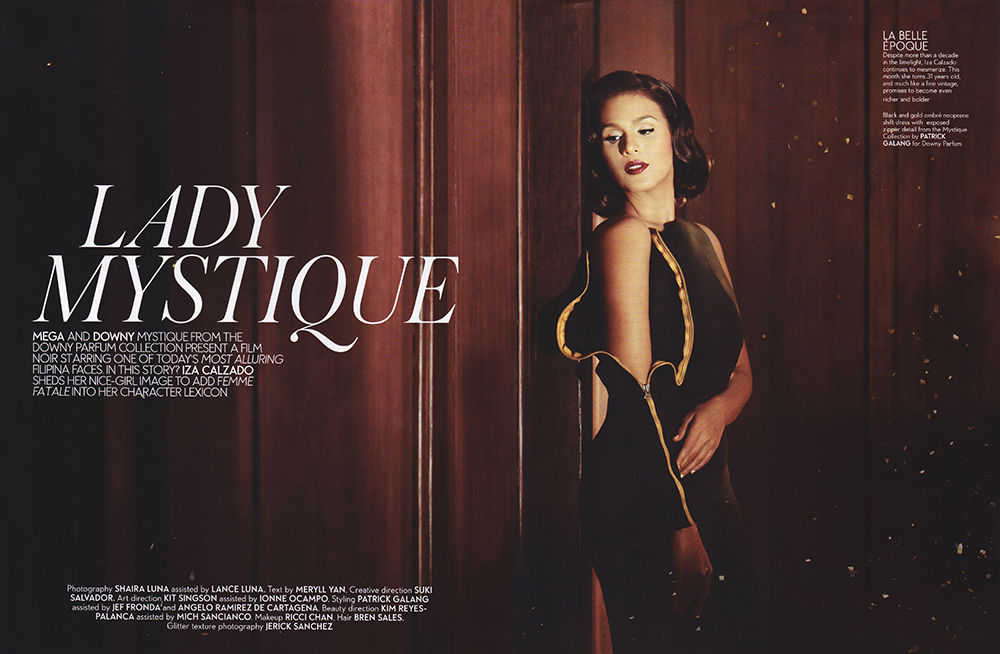 LADY
MYSTIQUE
MEGA AND DOWNY MYSTIQUE FROM THE
DOWNY PARFUM COLLECTION PRESENT A FILM
NOIR STARRING ONE OF TODAY'S MOST ALLURING
FILIPINA FACES. IN THIS STORY? IZA CALZADO
SHEDS HER NICE-GIRL IMAGE TO ADD FEMME
FATALE INTO HER CHARACTER LEXICON
LA BELLE
ÉPOQUE
Despite more than a decade
in the limelight, Iza Calzado
continues to mesmerize. This
month she turns 31 years old,
and much like a fine vintage,
promises to become even
richer and bolder
Black and gold ombré neoprene
shift dress with exposed
zipper detail from the Mystique
Collection by PATRICK
GALANG for Downy Parfum
Photography SHAIRA LUNA assisted by LANCE LUNA. Text by MERYLL YAN. Creative direction SUKI
SALVADOR. Art direction KIT SINGSON assisted by IONNE OCAMPO. Styling PATRICK GALANG
assisted by JEF FRONDA and ANGELO RAMIREZ DE CARTAGENA. Beauty direction KIM REYES-
PALANCA assisted by MICH SANCIANCO. Makeup RICCI CHAN. Hair BREN SALES.
Glitter texture photography JERICK SANCHEZ